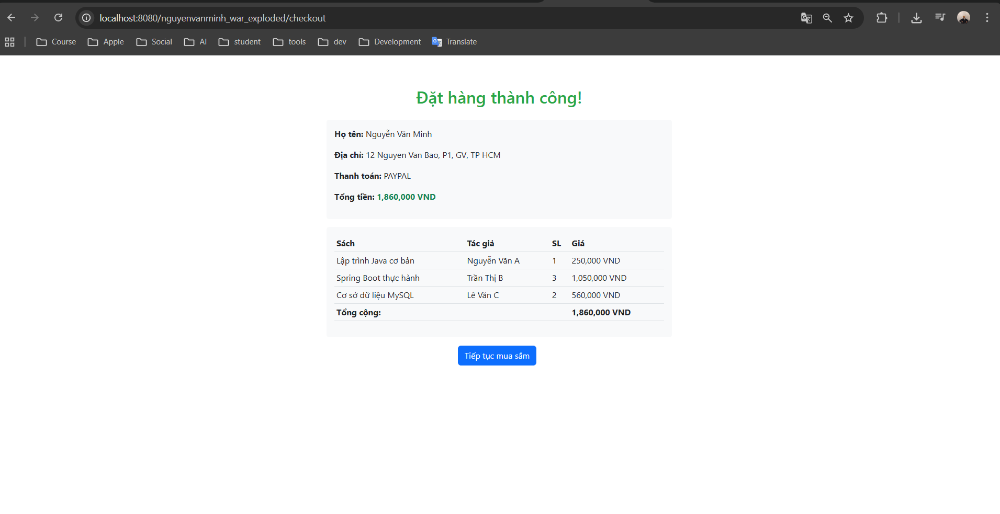 localhost:8080/nguyenvanminh_war_exploded/checkout
Course Apple Social AI student tools dev Development Translate
Đặt hàng thành công!
Họ tên: Nguyễn Văn Minh
Địa chỉ: 12 Nguyen Van Bao, P1, GV, TP HCM
Thanh toán: PAYPAL
Tổng tiền: 1,860,000 VND
Sách Tác giả SL Giá
Lập trình Java cơ bản Nguyễn Văn A 1 250,000 VND
Spring Boot thực hành Trần Thị B 3 1,050,000 VND
Cơ sở dữ liệu MySQL Lê Văn C 2 560,000 VND
Tổng cộng: 1,860,000 VND
Tiếp tục mua sắm